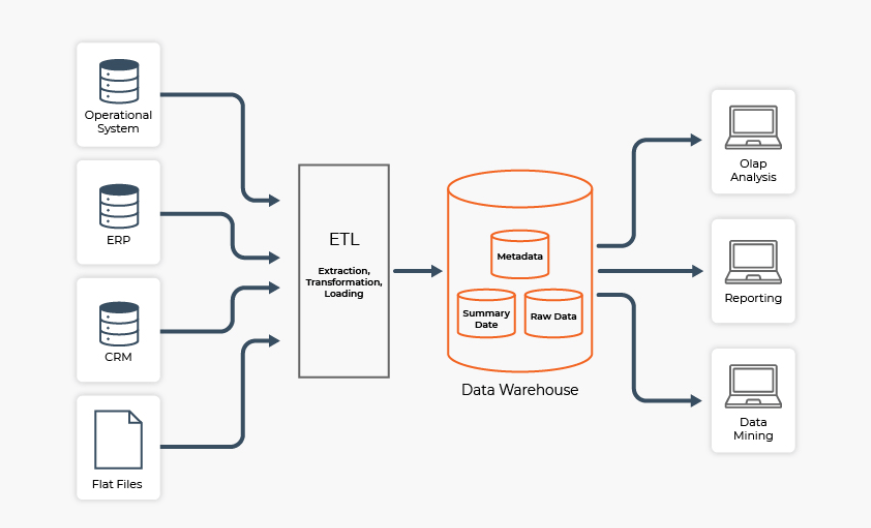 Operational
System
ERP
CRM
Flat Files
ETL
Extraction,
Transformation,
Loading
Metadata
Summary
Date
Raw Data
Data Warehouse
Olap
Analysis
Reporting
Data
Mining